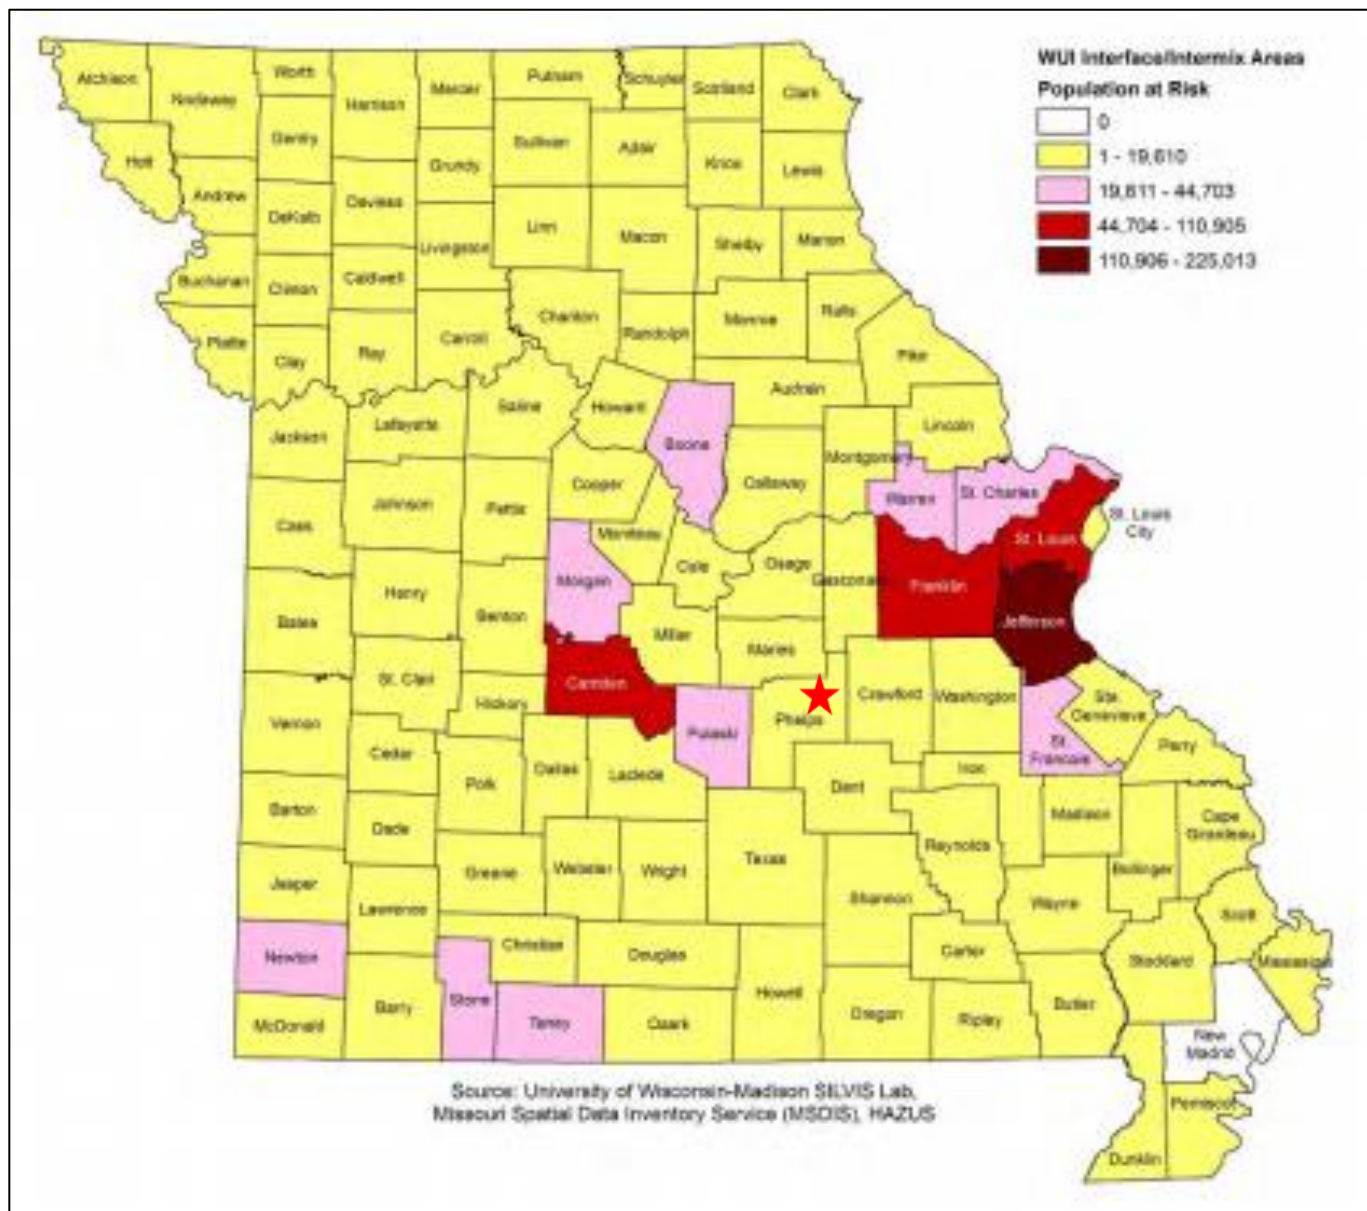 WUI Interface/Intermix Areas
Population at Risk
0
1 - 19,610
19,611 - 44,703
44,704 - 110,905
110,906 - 225,013
Atchison
Nodaway
Worth
Harrison
Mercer
Putnam
Schuyler
Scotland
Clark
Holt
Gentry
Sullivan
Adair
Knox
Lewis
Andrew
Grundy
DeKalb
Daviess
Linn
Macon
Shelby
Marion
Livingston
Buchanan
Clinton
Caldwell
Chariton
Randolph
Monroe
Ralls
Platte
Clay
Ray
Carroll
Pike
Audrain
Saline
Howard
Lincoln
Jackson
Lafayette
Boone
Montgomery
Cooper
Callaway
Warren
St. Charles
Cass
Johnson
Pettis
Moniteau
St. Louis
City
St. Louis
Cole
Osage
Gasconade
Franklin
Morgan
Henry
Bates
Benton
Miller
Jefferson
Maries
St. Clair
Camden
Hickory
Crawford
Washington
Ste.
Genevieve
Vernon
Phelps
Pulaski
St.
Francois
Perry
Cedar
Polk
Dallas
Laclede
Dent
Iron
Barton
Dade
Madison
Cape
Girardeau
Texas
Reynolds
Bollinger
Jasper
Greene
Webster
Wright
Shannon
Wayne
Lawrence
Scott
Newton
Christian
Douglas
Carter
Stoddard
Mississippi
Stone
Taney
Howell
McDonald
Barry
Ozark
Oregon
Ripley
Butler
New
Madrid
Pemiscot
Dunklin
Source: University of Wisconsin-Madison SILVIS Lab,
Missouri Spatial Data Inventory Service (MSDIS), HAZUS